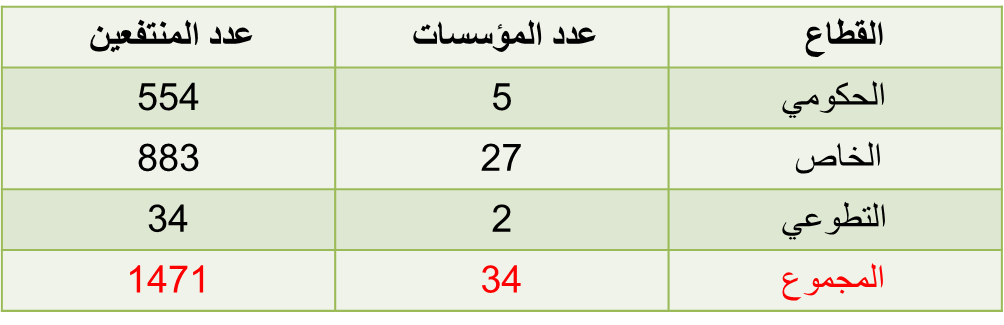 القطاع عدد المؤسسات عدد المنتفعين
الحكومي 5 554
الخاص 27 883
التطوعي 2 34
المجموع 34 1471